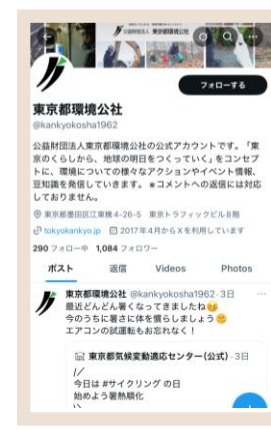 公益財団法人 東京都環境公社
フォローする
東京都環境公社
@kankyokosha1962
公益財団法人東京都環境公社の公式アカウントです。「東
京のくらしから、地球の明日をつくっていく」をコンセプ
トに、環境についての様々なアクションやイベント情報、
豆知識を発信していきます。※コメントへの返信には対応
しておりません。
東京都墨田区江東橋4-26-5 東京トラフィックビル8階
tokyokankyo.jp 2017年4月からXを利用しています
290 フォロー中 1,084 フォロワー
ポスト 返信 Videos Photos
東京都環境公社 @kankyokosha1962·3日
最近どんどん暑くなってきましたね
今のうちに暑さに体を慣らしましょう
エアコンの試運転もお忘れなく！
東京都気候変動適応センター(公式)·3日
|／
今日は #サイクリング の日
始めよう暑熱順化